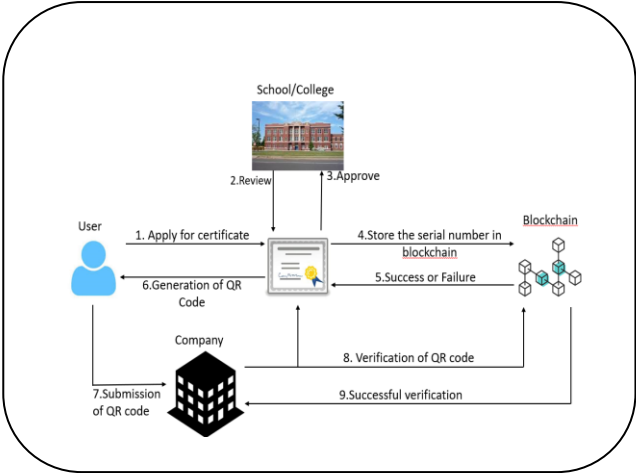 School/College
2.Review
3.Approve
User
1. Apply for certificate
4.Store the serial number in
blockchain
Blockchain
6.Generation of QR
Code
5.Success or Failure
Company
7.Submission
of QR code
8. Verification of QR code
9.Successful verification